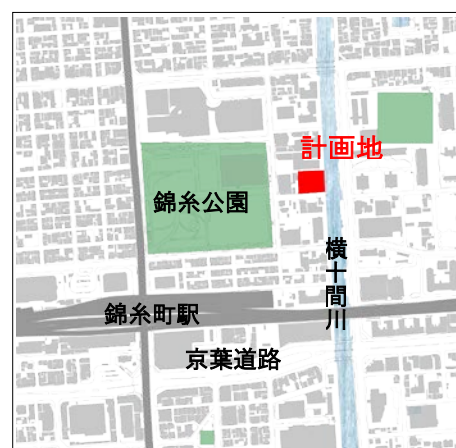 計画地
錦糸公園
横十間川
錦糸町駅
京葉道路